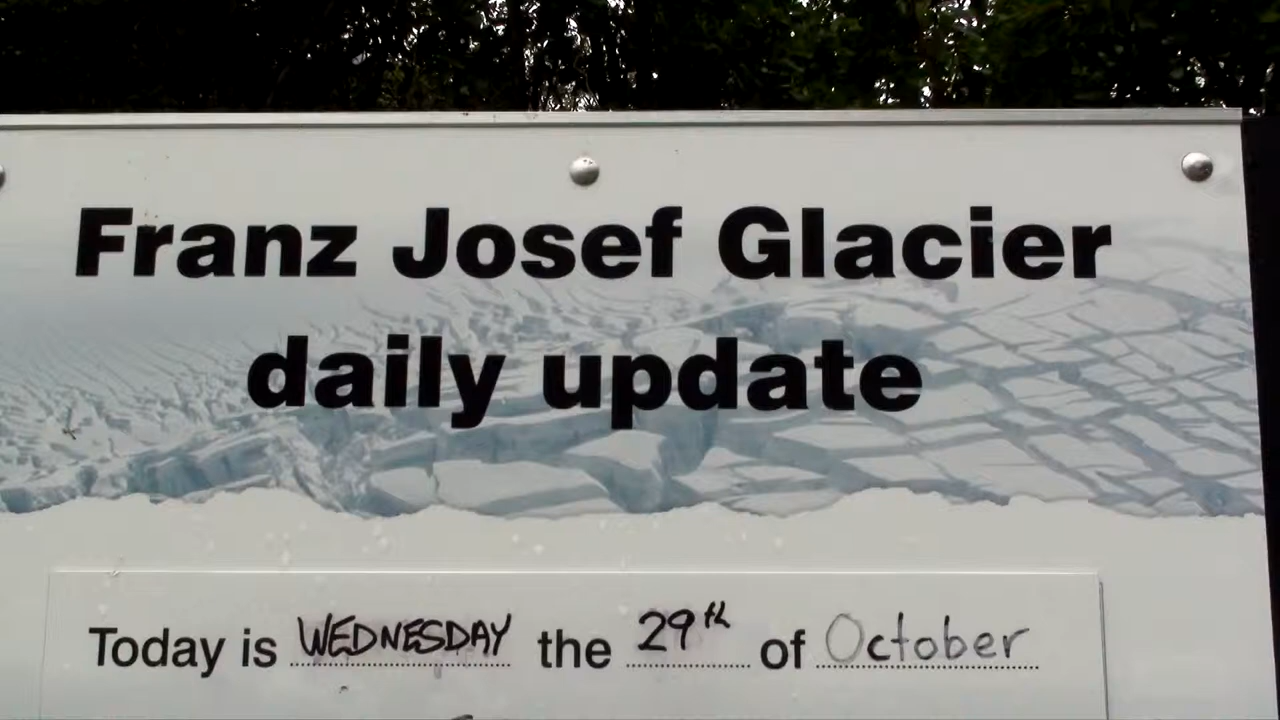 Franz Josef Glacier
daily update
Today is WEDNESDAY the 29th of October